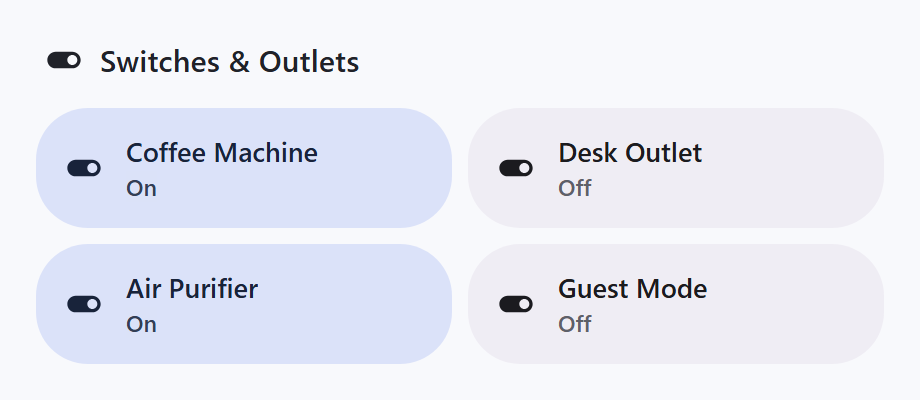 Switches & Outlets
Coffee Machine
On
Desk Outlet
Off
Air Purifier
On
Guest Mode
Off